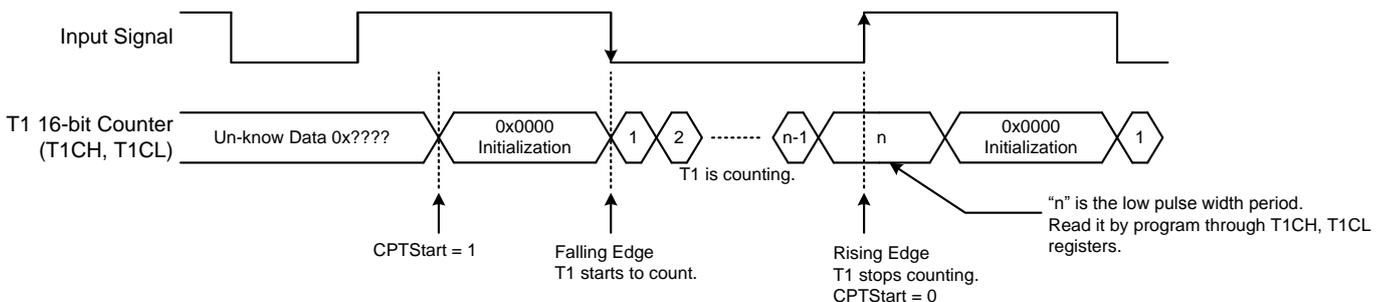 Input Signal
T1 16-bit Counter
(T1CH, T1CL)
Un-know Data 0x????
0x0000
Initialization
1
2
n-1
n
0x0000
Initialization
1
T1 is counting.
CPTStart = 1
Falling Edge
T1 starts to count.
Rising Edge
T1 stops counting.
CPTStart = 0
“n” is the low pulse width period.
Read it by program through T1CH, T1CL
registers.